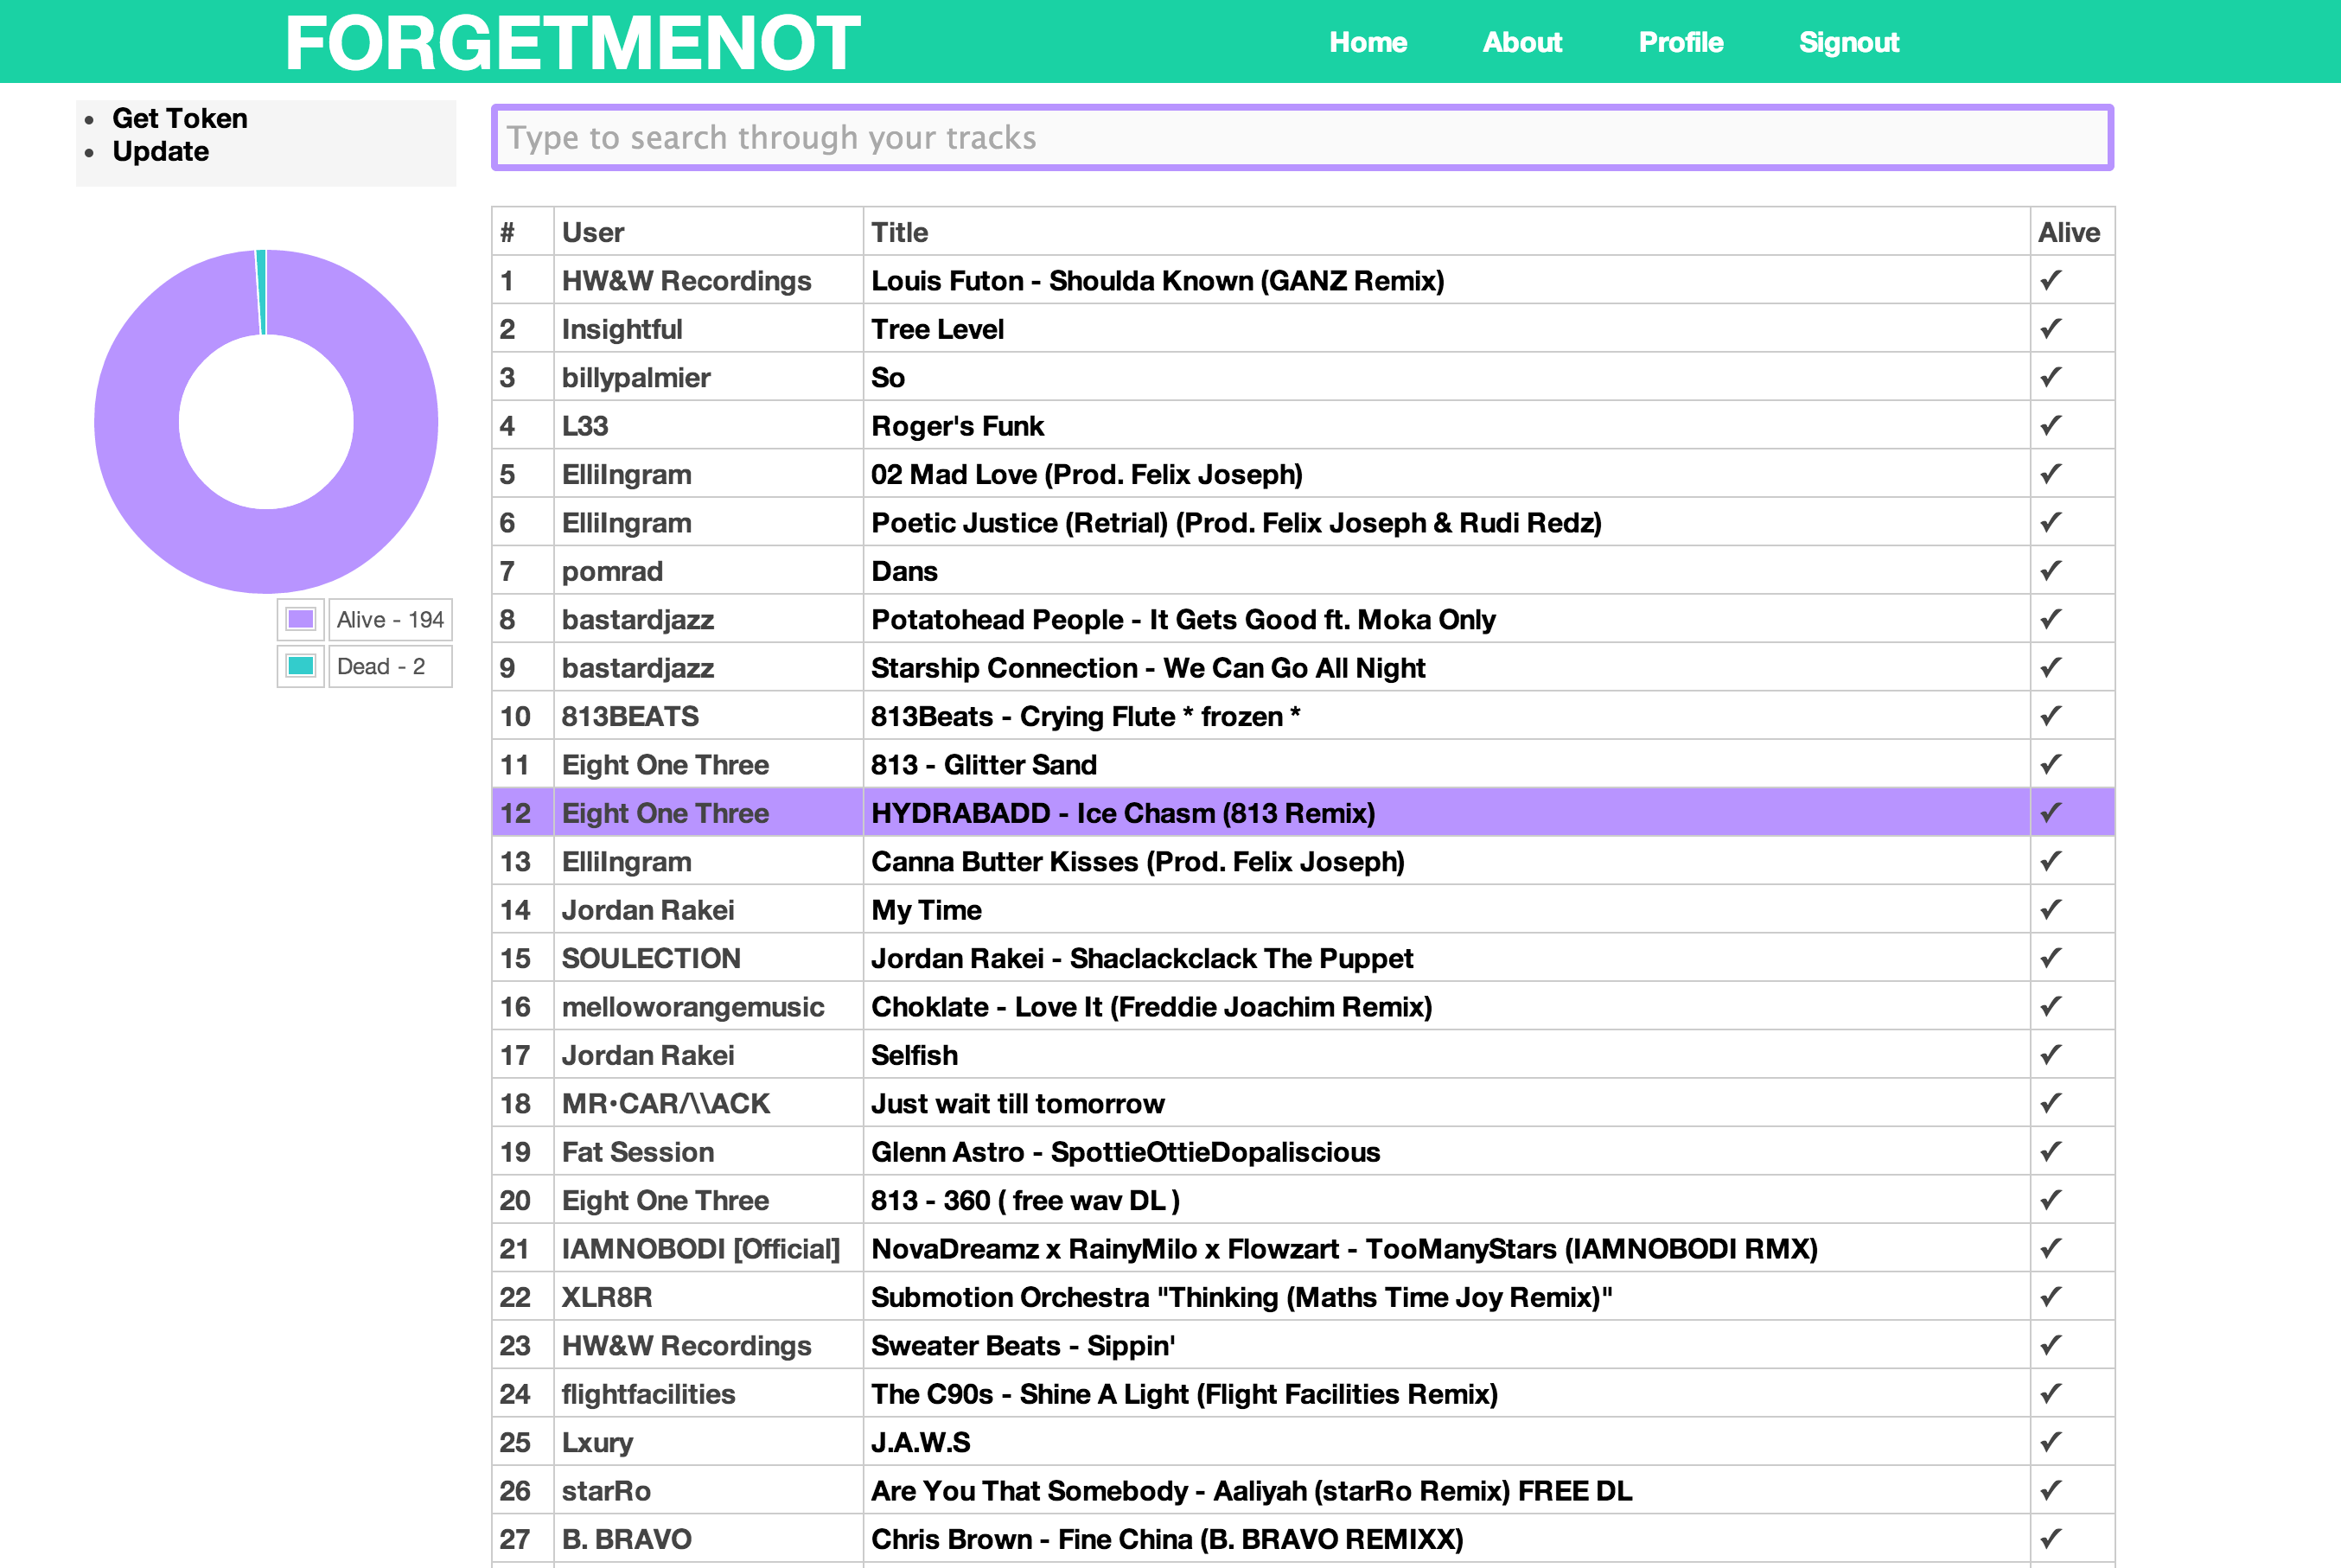 FORGETMENOT
Home About Profile Signout
Get Token
Update
Type to search through your tracks
Alive - 194
Dead - 2
# User Title Alive
1 HW&W Recordings Louis Futon - Shoulda Known (GANZ Remix) ✓
2 Insightful Tree Level ✓
3 billypalmier So ✓
4 L33 Roger's Funk ✓
5 ElliIngram 02 Mad Love (Prod. Felix Joseph) ✓
6 ElliIngram Poetic Justice (Retrial) (Prod. Felix Joseph & Rudi Redz) ✓
7 pomrad Dans ✓
8 bastardjazz Potatohead People - It Gets Good ft. Moka Only ✓
9 bastardjazz Starship Connection - We Can Go All Night ✓
10 813BEATS 813Beats - Crying Flute * frozen * ✓
11 Eight One Three 813 - Glitter Sand ✓
12 Eight One Three HYDRABADD - Ice Chasm (813 Remix) ✓
13 ElliIngram Canna Butter Kisses (Prod. Felix Joseph) ✓
14 Jordan Rakei My Time ✓
15 SOULECTION Jordan Rakei - Shaclackclack The Puppet ✓
16 melloworangemusic Choklate - Love It (Freddie Joachim Remix) ✓
17 Jordan Rakei Selfish ✓
18 MR•CAR/\\ACK Just wait till tomorrow ✓
19 Fat Session Glenn Astro - SpottieOttieDopaliscious ✓
20 Eight One Three 813 - 360 ( free wav DL ) ✓
21 IAMNOBODI [Official] NovaDreamz x RainyMilo x Flowzart - TooManyStars (IAMNOBODI RMX) ✓
22 XLR8R Submotion Orchestra "Thinking (Maths Time Joy Remix)" ✓
23 HW&W Recordings Sweater Beats - Sippin' ✓
24 flightfacilities The C90s - Shine A Light (Flight Facilities Remix) ✓
25 Lxury J.A.W.S ✓
26 starRo Are You That Somebody - Aaliyah (starRo Remix) FREE DL ✓
27 B. BRAVO Chris Brown - Fine China (B. BRAVO REMIXX) ✓